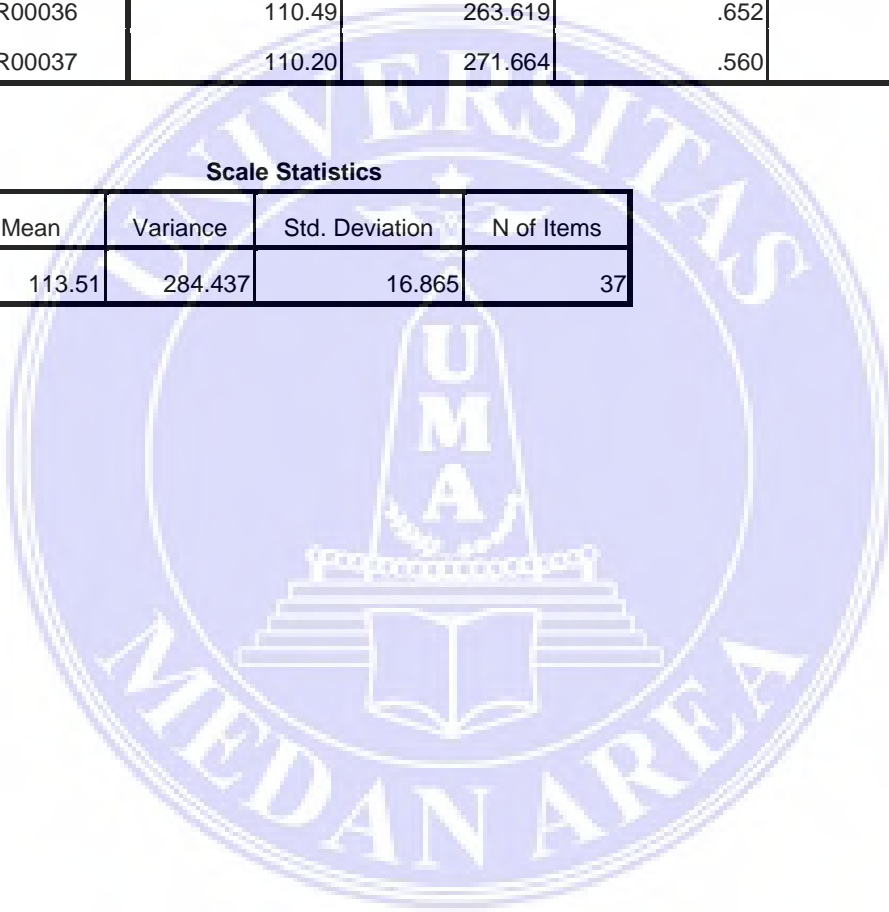 R00036 110.49 263.619 .652
R00037 110.20 271.664 .560
Scale Statistics
Mean Variance Std. Deviation N of Items
113.51 284.437 16.865 37
UNIVERSITAS
U
M
A
MEDAN AREA